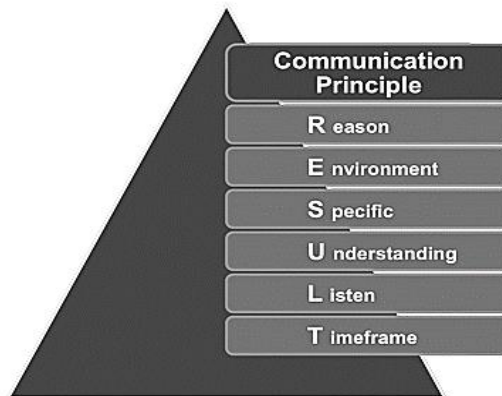 Communication
Principle
R eason
E nvironment
S pecific
U nderstanding
L isten
T imeframe